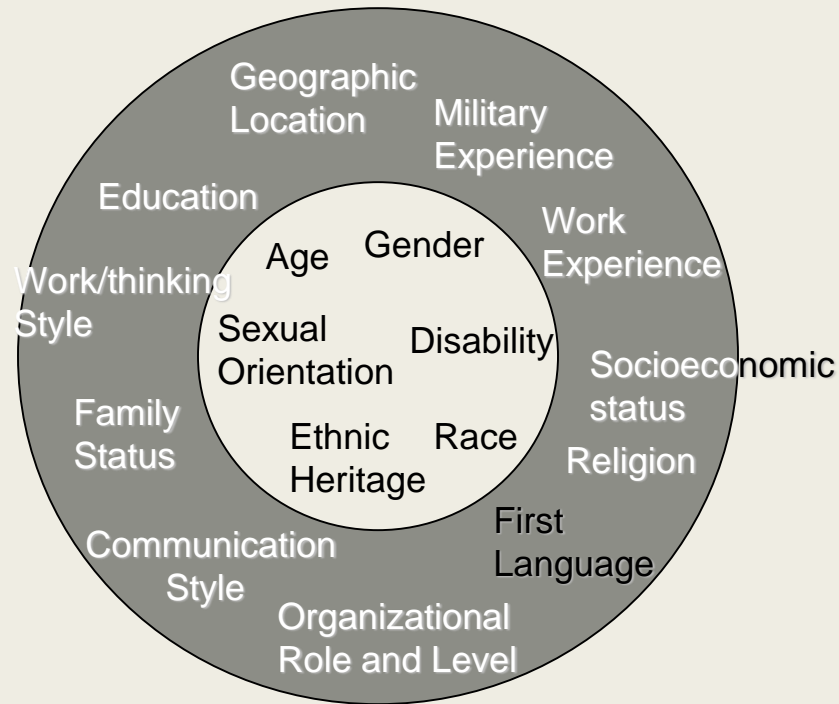 Geographic
Location
Military
Experience
Education
Work
Experience
Age
Gender
Work/thinking
Style
Sexual
Orientation
Disability
Socioeconomic
status
Family
Status
Ethnic
Heritage
Race
Religion
First
Language
Communication
Style
Organizational
Role and Level